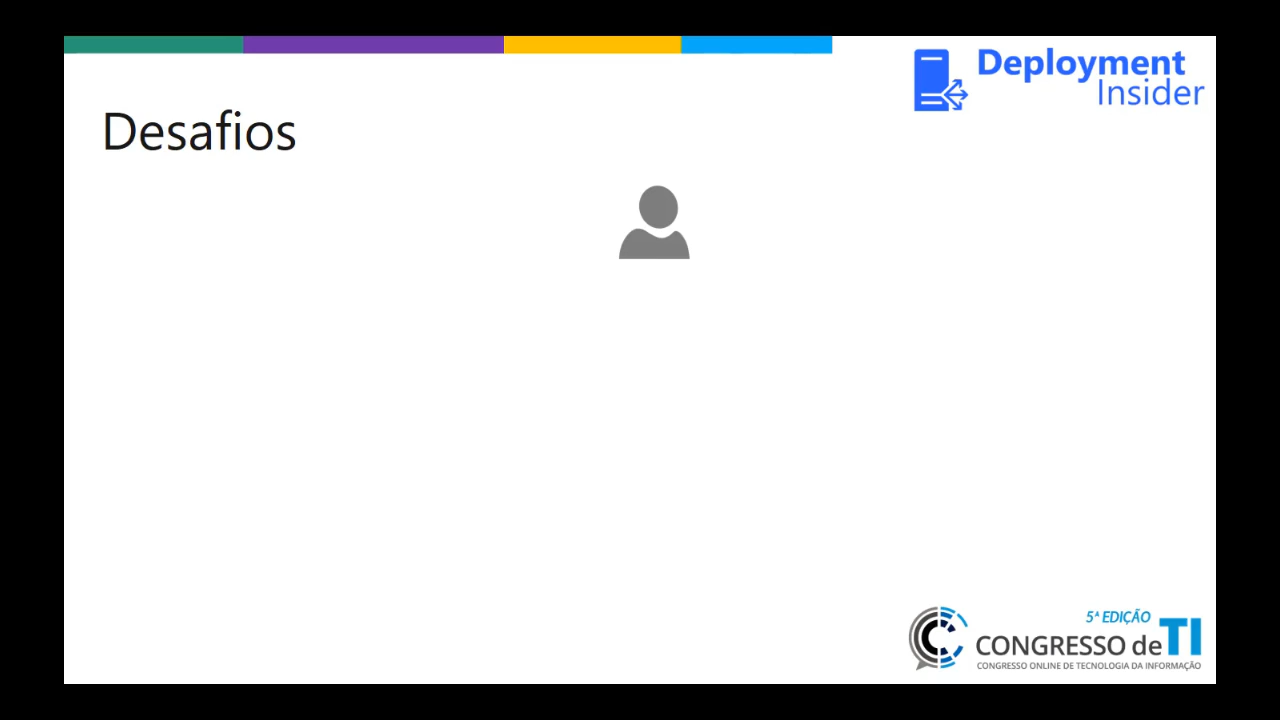 Deployment
Insider
Desafios
5ª EDIÇÃO
CONGRESSO de TI
CONGRESSO ONLINE DE TECNOLOGIA DA INFORMAÇÃO